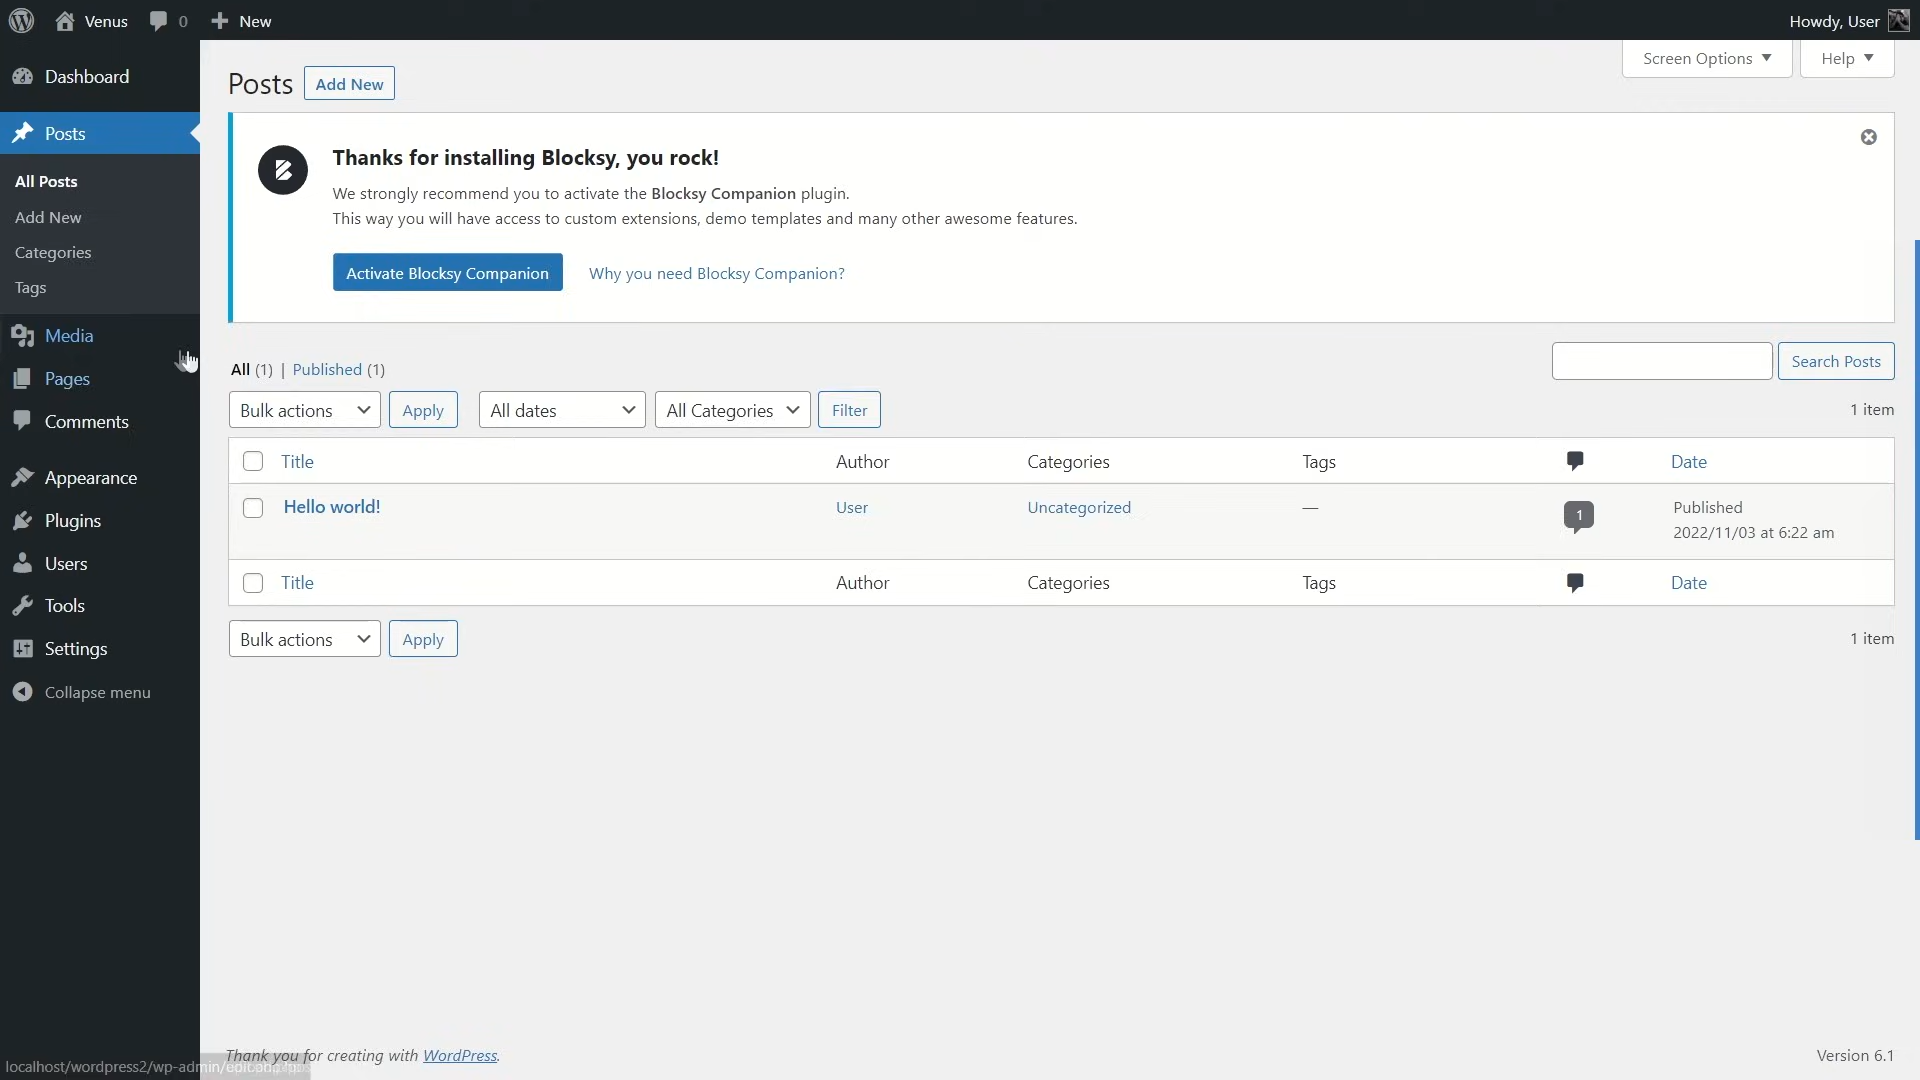 Venus
0
New
Howdy, User
Dashboard
Posts
All Posts
Add New
Categories
Tags
Media
Pages
Comments
Appearance
Plugins
Users
Tools
Settings
Collapse menu
Screen Options
Help
Posts
Add New
Thanks for installing Blocksy, you rock!
We strongly recommend you to activate the Blocksy Companion plugin.
This way you will have access to custom extensions, demo templates and many other awesome features.
Activate Blocksy Companion
Why you need Blocksy Companion?
All (1) | Published (1)
Search Posts
Bulk actions
Apply
All dates
All Categories
Filter
1 item
Title Author Categories Tags Date
Hello world! User Uncategorized — 1 Published
2022/11/03 at 6:22 am
Title Author Categories Tags Date
Bulk actions
Apply
1 item
Thank you for creating with WordPress.
Version 6.1
localhost/wordpress2/wp-admin/